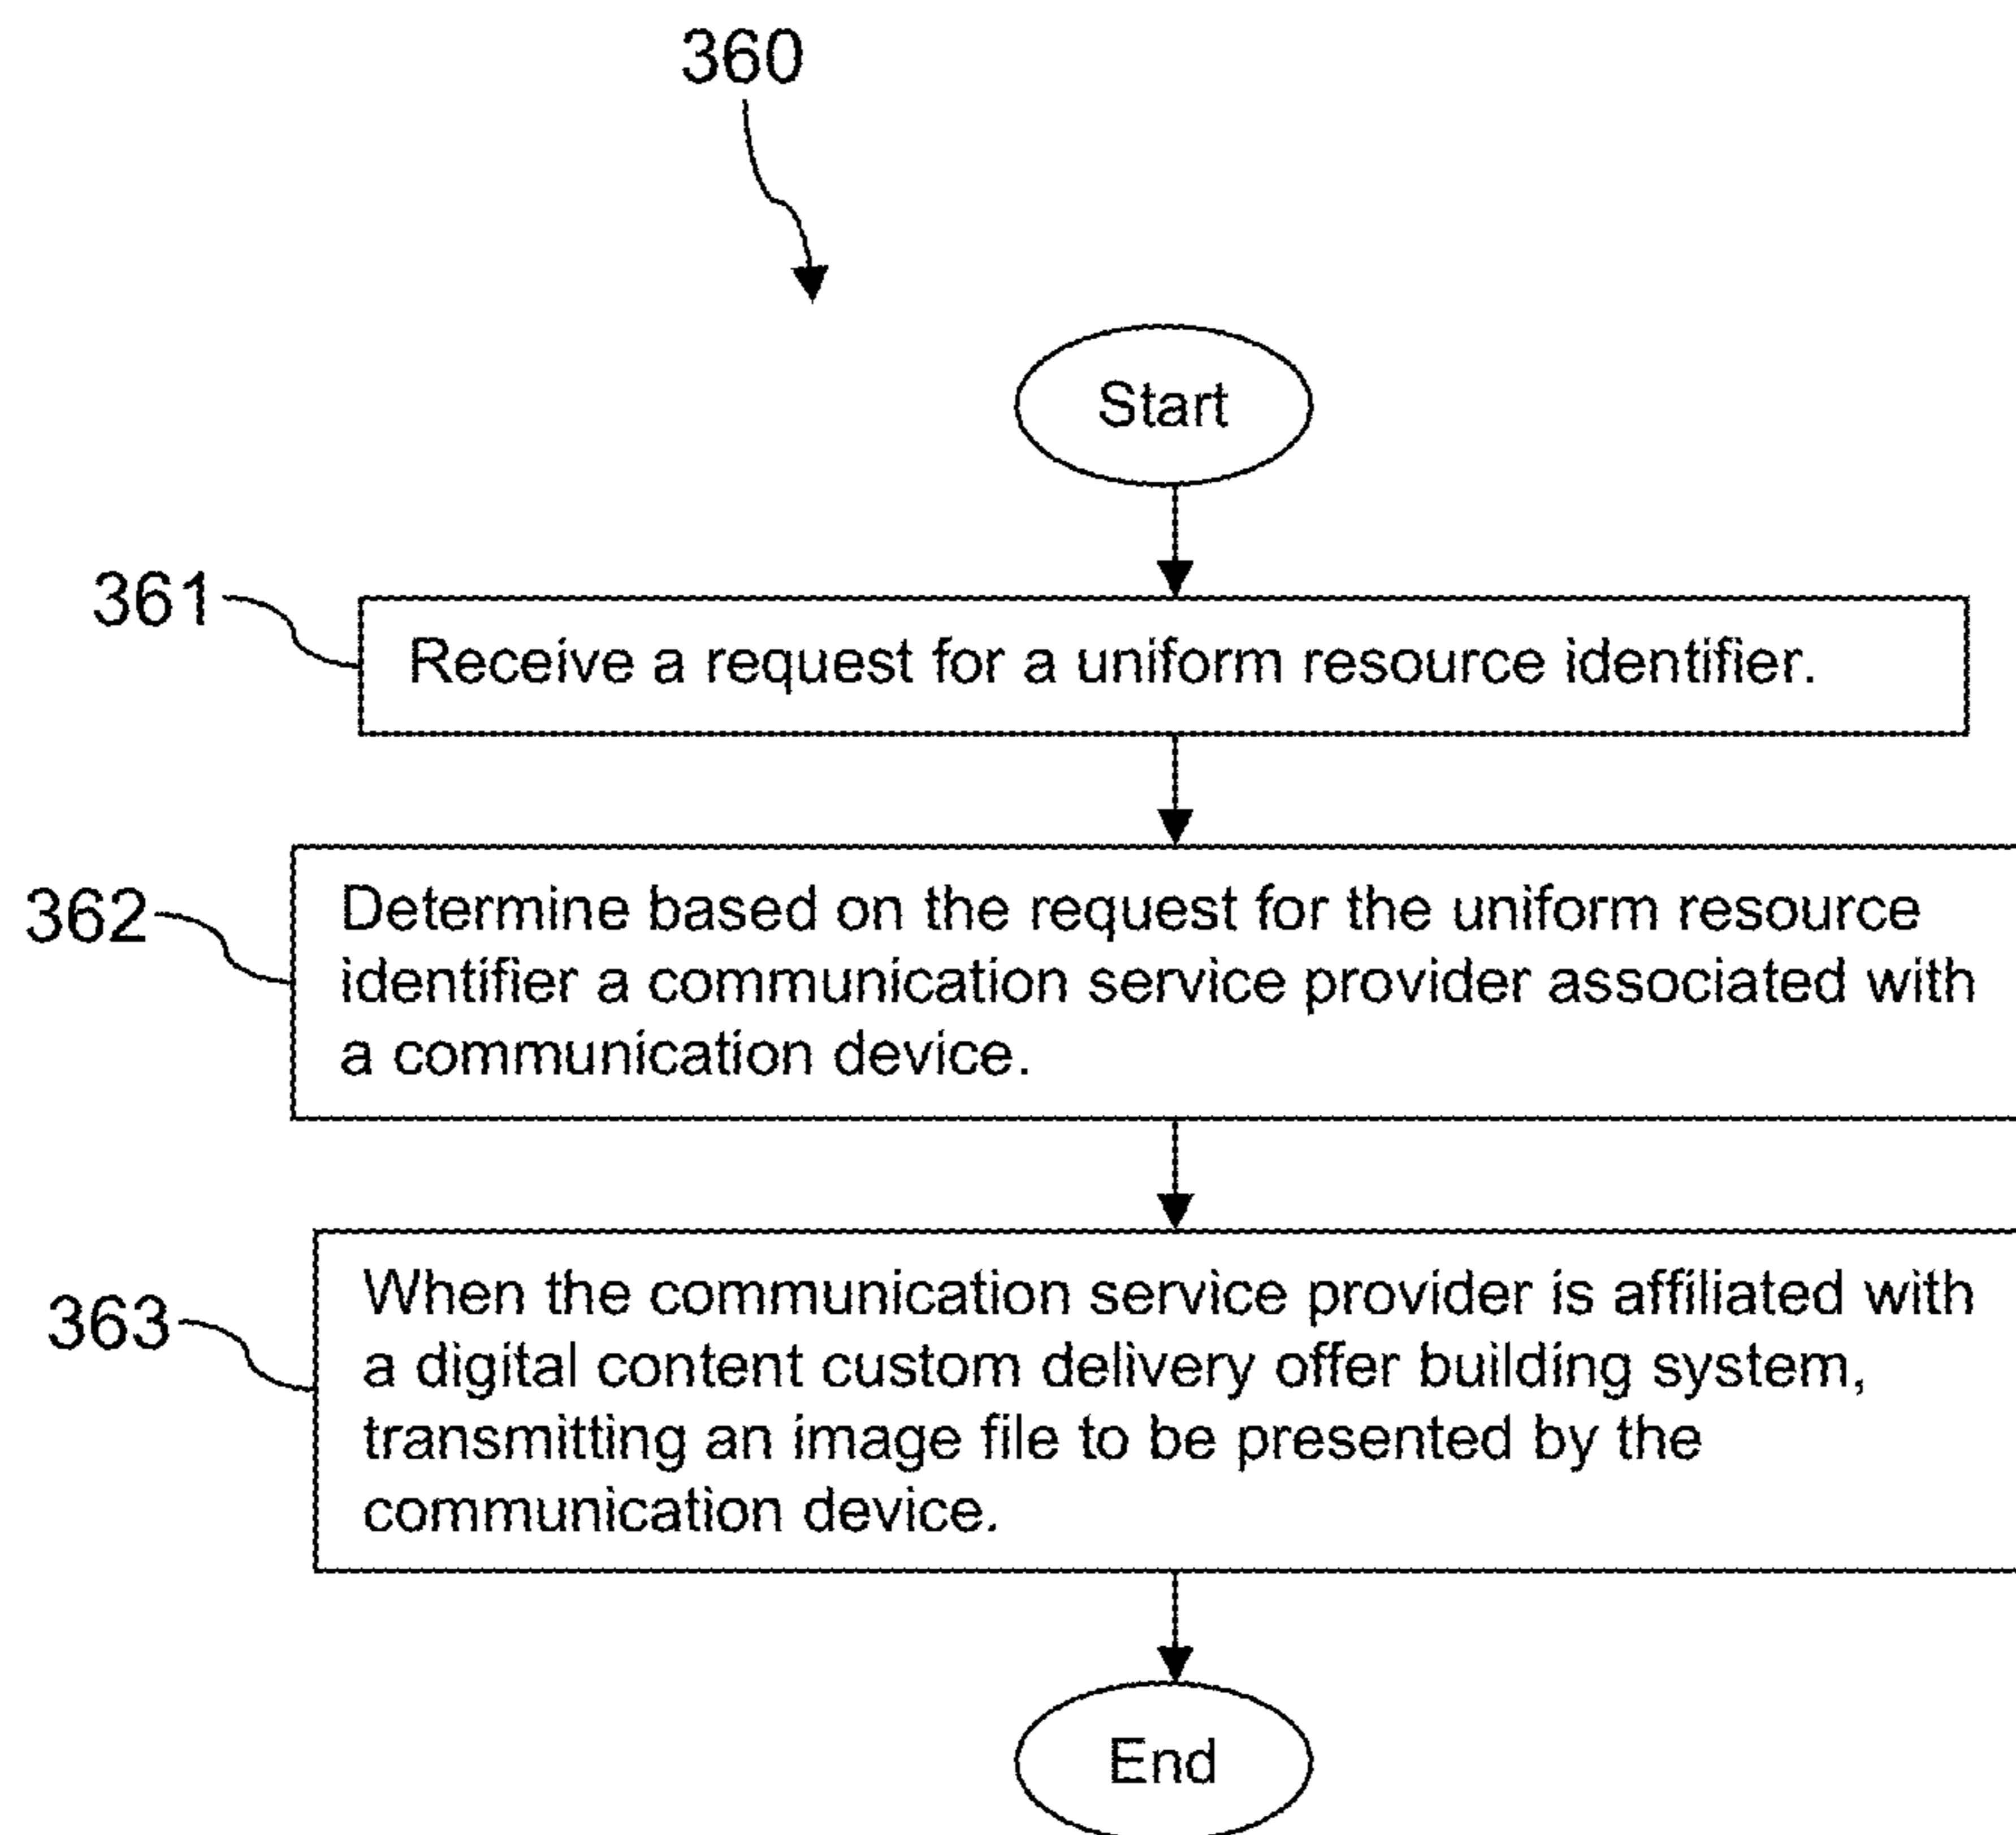 360
Start
361
Receive a request for a uniform resource identifier.
362
Determine based on the request for the uniform resource
identifier a communication service provider associated with
a communication device.
363
When the communication service provider is affiliated with
a digital content custom delivery offer building system,
transmitting an image file to be presented by the
communication device.
End